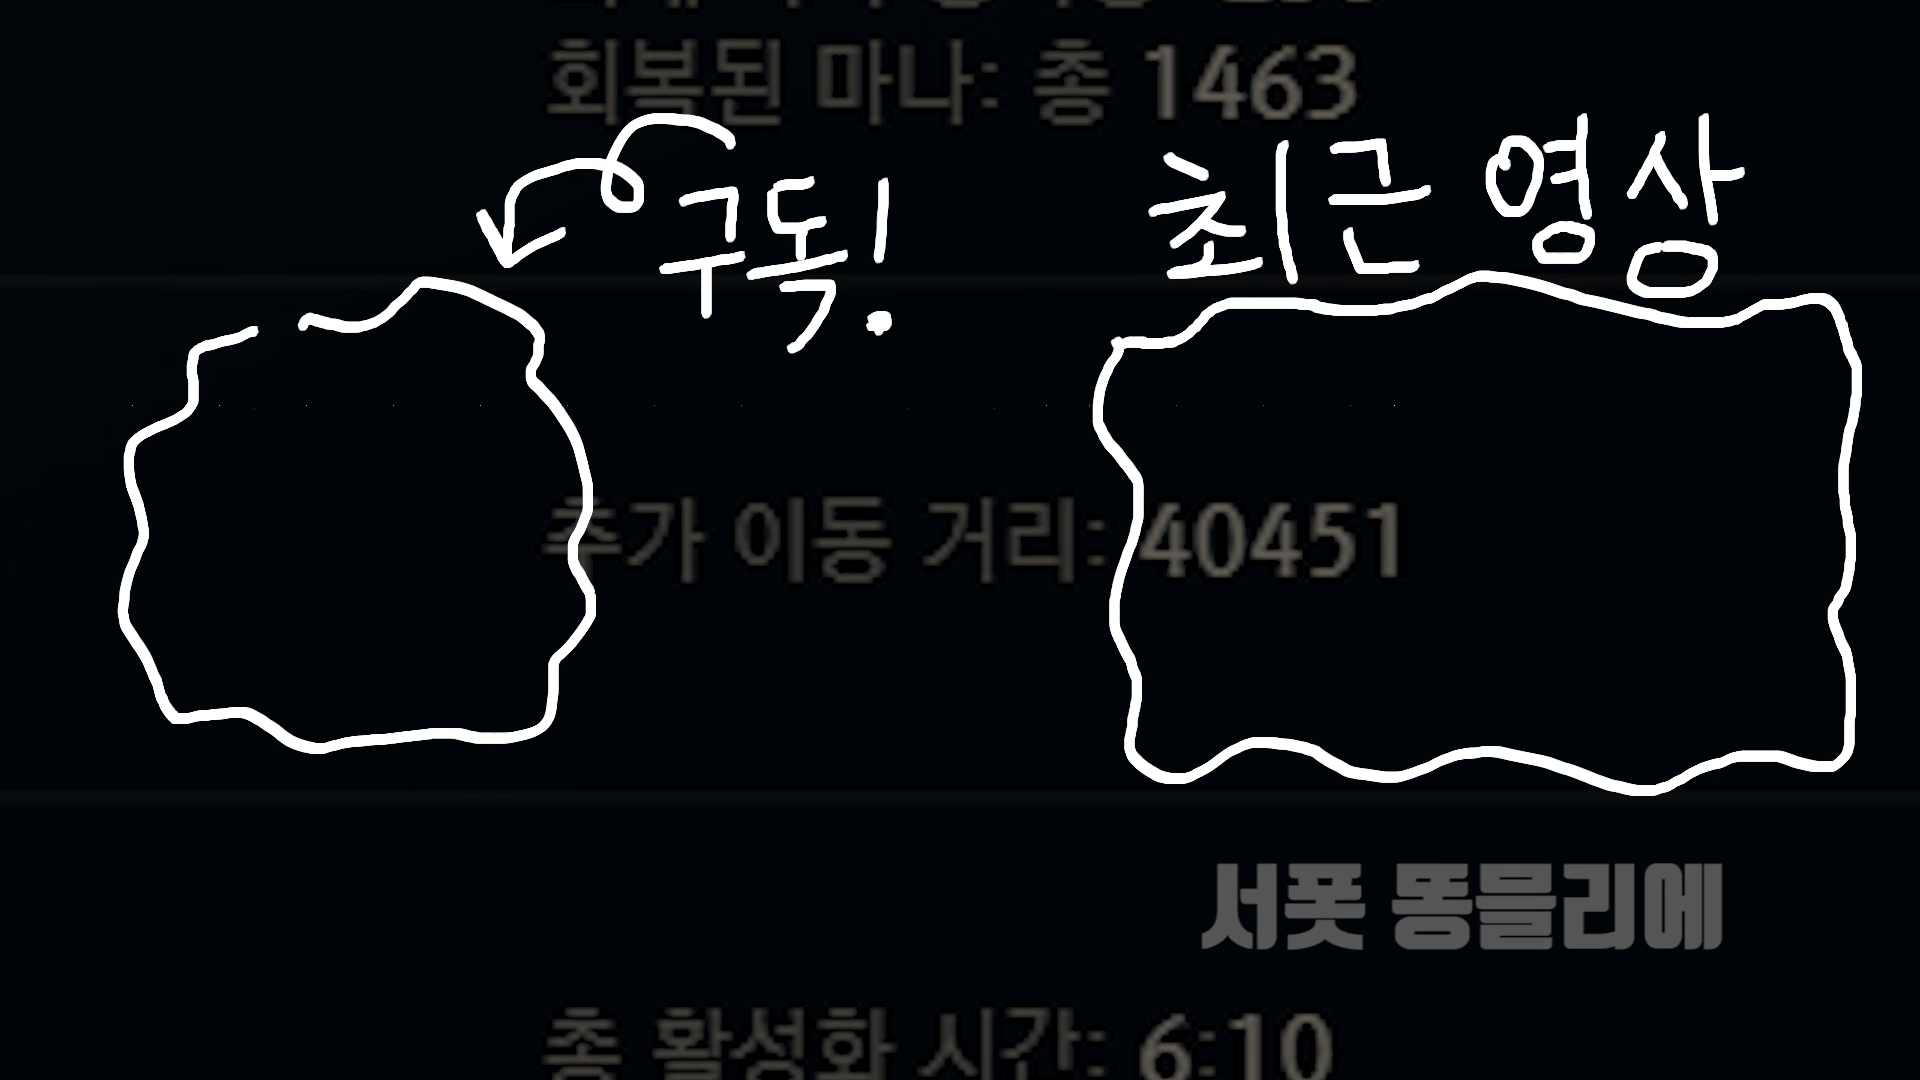 회복된 마나: 총 1463
구독!
최근 영상
추가 이동 거리: 40451
서폿 똥믈리에
총 활성화 시간: 6:10